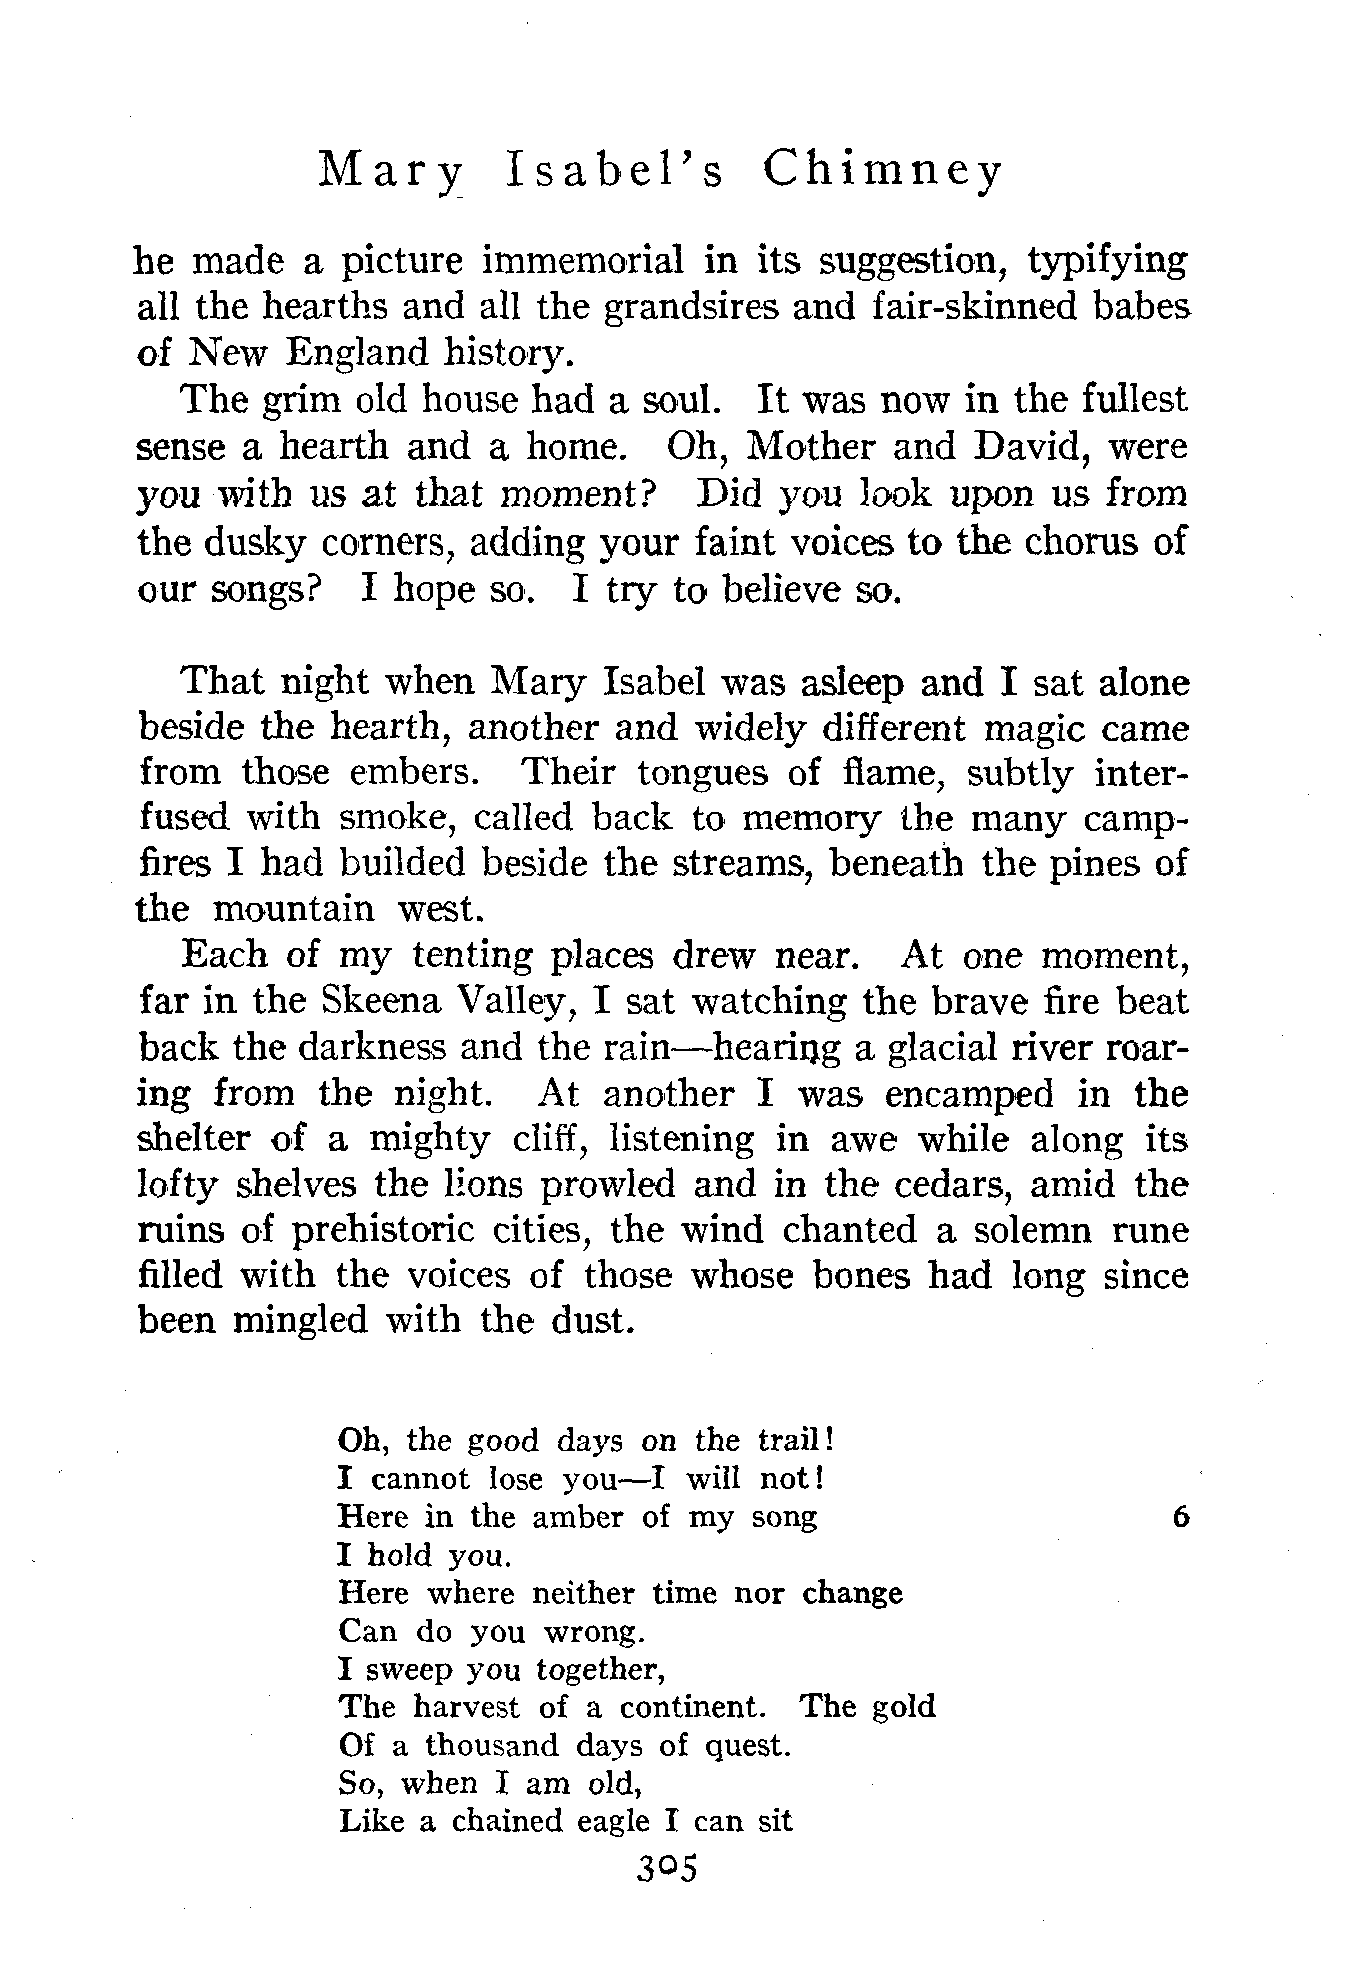 Mary Isabel's Chimney
he made a picture immemorial in its suggestion, typifying
all the hearths and all the grandsires and fair-skinned babes
of New England history.
The grim old house had a soul. It was now in the fullest
sense a hearth and a home. Oh, Mother and David, were
you with us at that moment? Did you look upon us from
the dusky corners, adding your faint voices to the chorus of
our songs? I hope so. I try to believe so.
That night when Mary Isabel was asleep and I sat alone
beside the hearth, another and widely different magic came
from those embers. Their tongues of flame, subtly inter-
fused with smoke, called back to memory the many camp-
fires I had builded beside the streams, beneath the pines of
the mountain west.
Each of my tenting places drew near. At one moment,
far in the Skeena Valley, I sat watching the brave fire beat
back the darkness and the rain—hearing a glacial river roar-
ing from the night. At another I was encamped in the
shelter of a mighty cliff, listening in awe while along its
lofty shelves the lions prowled and in the cedars, amid the
ruins of prehistoric cities, the wind chanted a solemn rune
filled with the voices of those whose bones had long since
been mingled with the dust.
Oh, the good days on the trail!
I cannot lose you—I will not!
Here in the amber of my song 6
I hold you.
Here where neither time nor change
Can do you wrong.
I sweep you together,
The harvest of a continent. The gold
Of a thousand days of quest.
So, when I am old,
Like a chained eagle I can sit
305